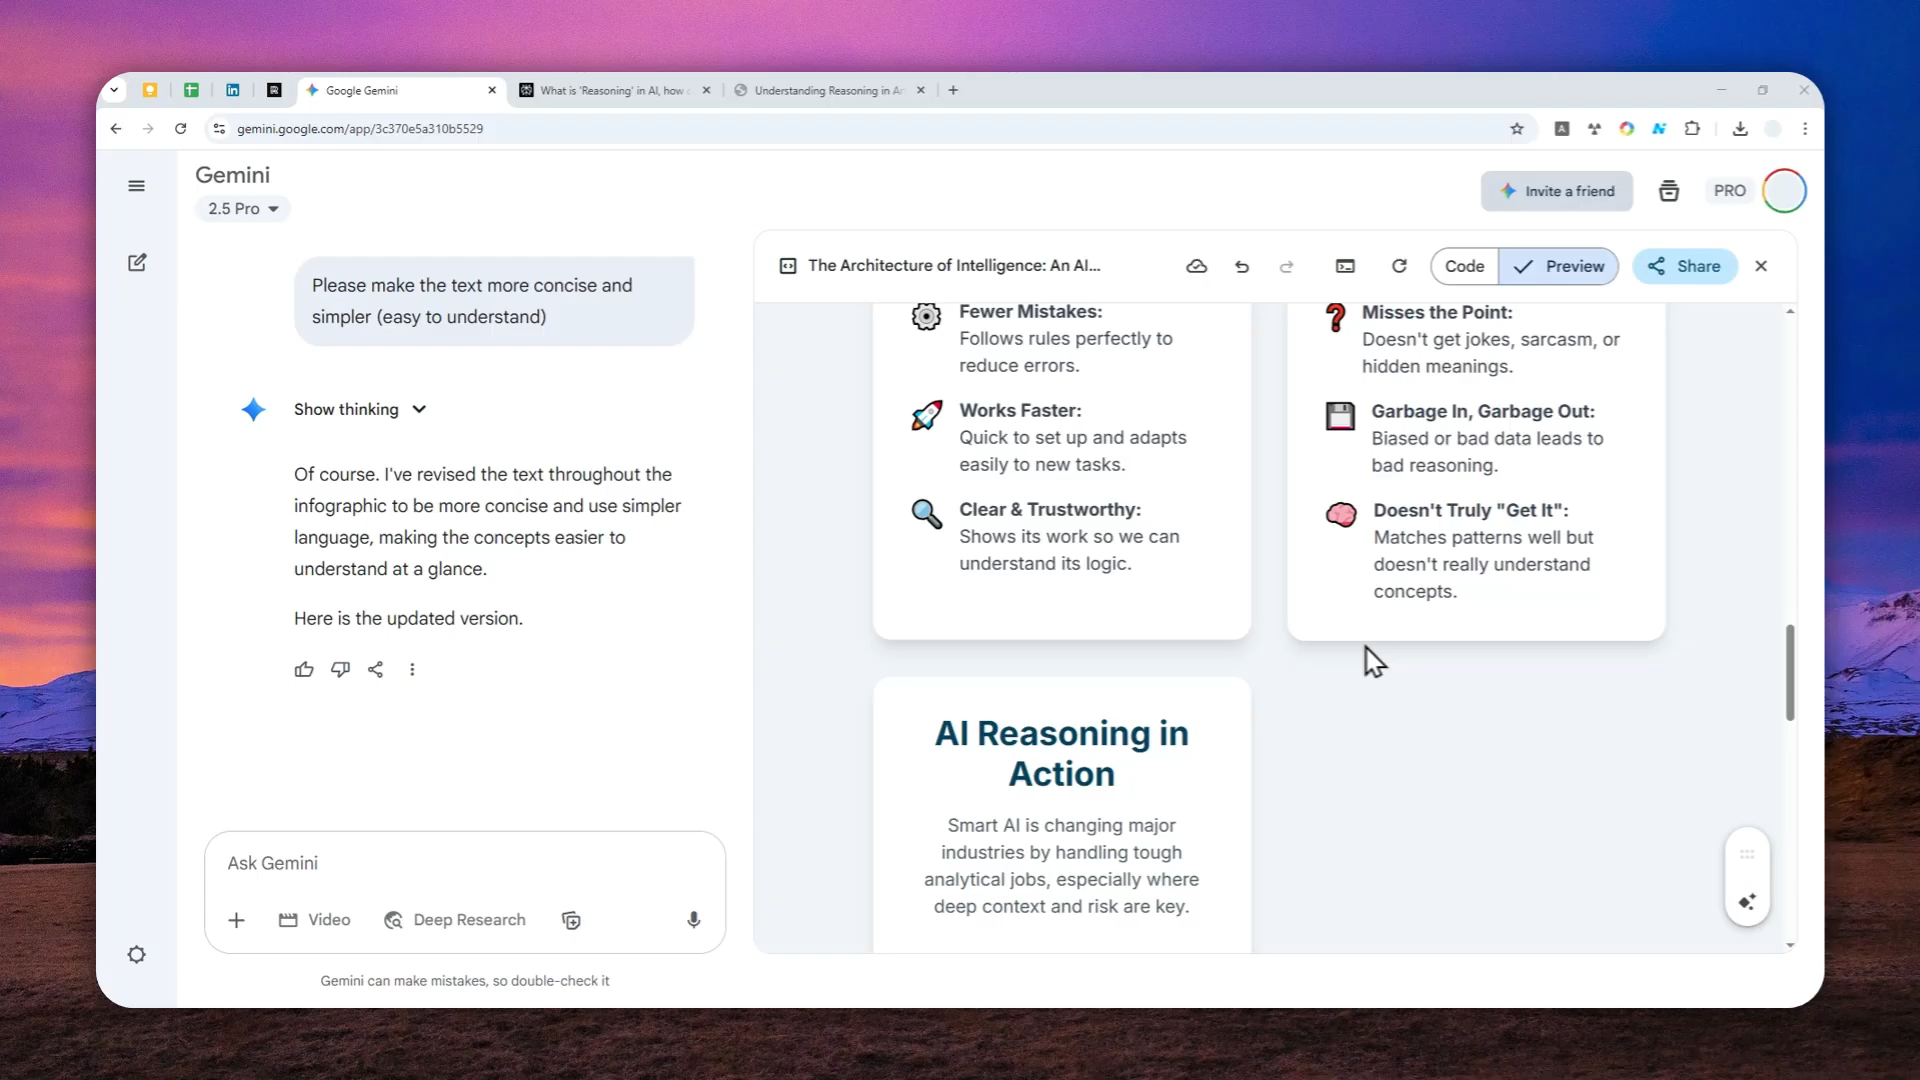 Google Gemini
What is 'Reasoning' in AI, how
Understanding Reasoning in Ar
gemini.google.com/app/3c370e5a310b5529
Gemini
2.5 Pro
Invite a friend
PRO
Please make the text more concise and
simpler (easy to understand)
Show thinking
Of course. I've revised the text throughout the
infographic to be more concise and use simpler
language, making the concepts easier to
understand at a glance.
Here is the updated version.
Ask Gemini
Video
Deep Research
Gemini can make mistakes, so double-check it
The Architecture of Intelligence: An AI...
Code
Preview
Share
Fewer Mistakes:
Follows rules perfectly to
reduce errors.
Works Faster:
Quick to set up and adapts
easily to new tasks.
Clear & Trustworthy:
Shows its work so we can
understand its logic.
Misses the Point:
Doesn't get jokes, sarcasm, or
hidden meanings.
Garbage In, Garbage Out:
Biased or bad data leads to
bad reasoning.
Doesn't Truly "Get It":
Matches patterns well but
doesn't really understand
concepts.
AI Reasoning in
Action
Smart AI is changing major
industries by handling tough
analytical jobs, especially where
deep context and risk are key.